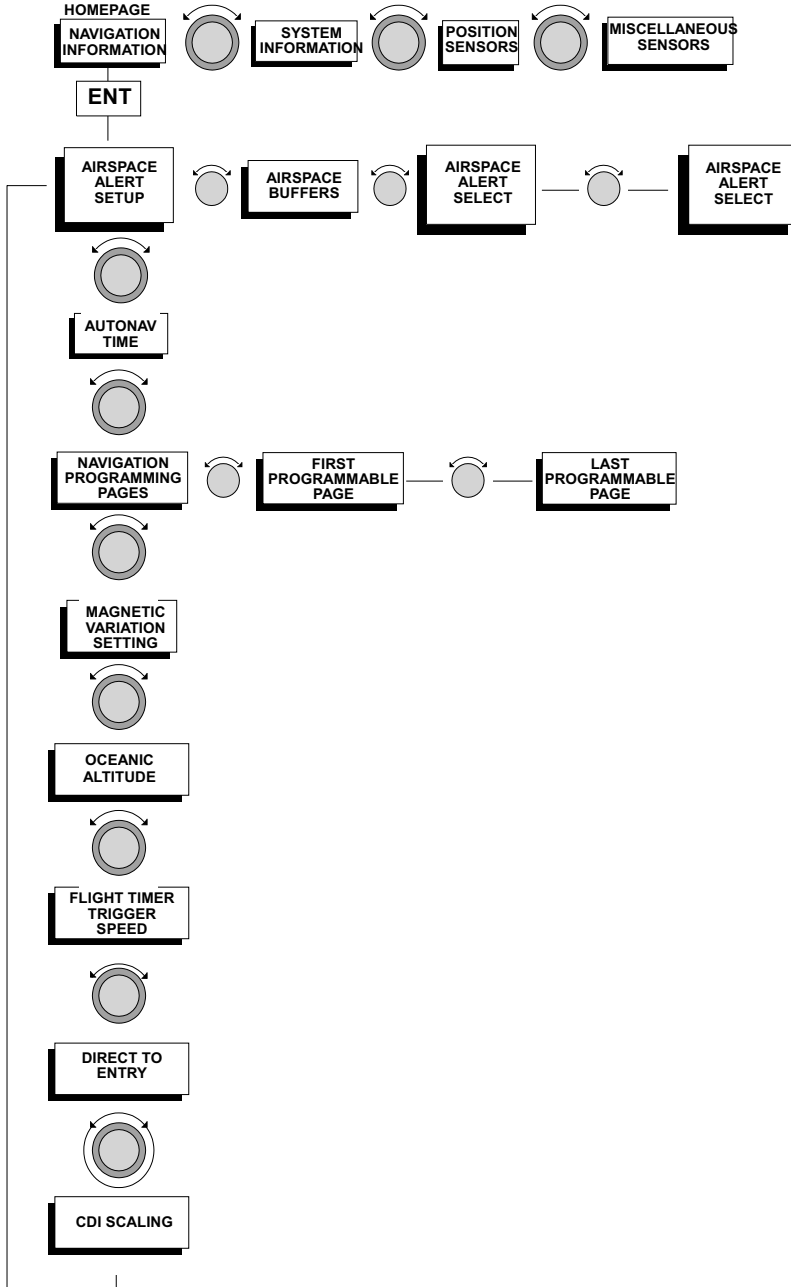 HOMEPAGE
NAVIGATION
INFORMATION
SYSTEM
INFORMATION
POSITION
SENSORS
MISCELLANEOUS
SENSORS
ENT
AIRSPACE
ALERT
SETUP
AIRSPACE
BUFFERS
AIRSPACE
ALERT
SELECT
AIRSPACE
ALERT
SELECT
AUTONAV
TIME
NAVIGATION
PROGRAMMING
PAGES
FIRST
PROGRAMMABLE
PAGE
LAST
PROGRAMMABLE
PAGE
MAGNETIC
VARIATION
SETTING
OCEANIC
ALTITUDE
FLIGHT TIMER
TRIGGER
SPEED
DIRECT TO
ENTRY
CDI SCALING